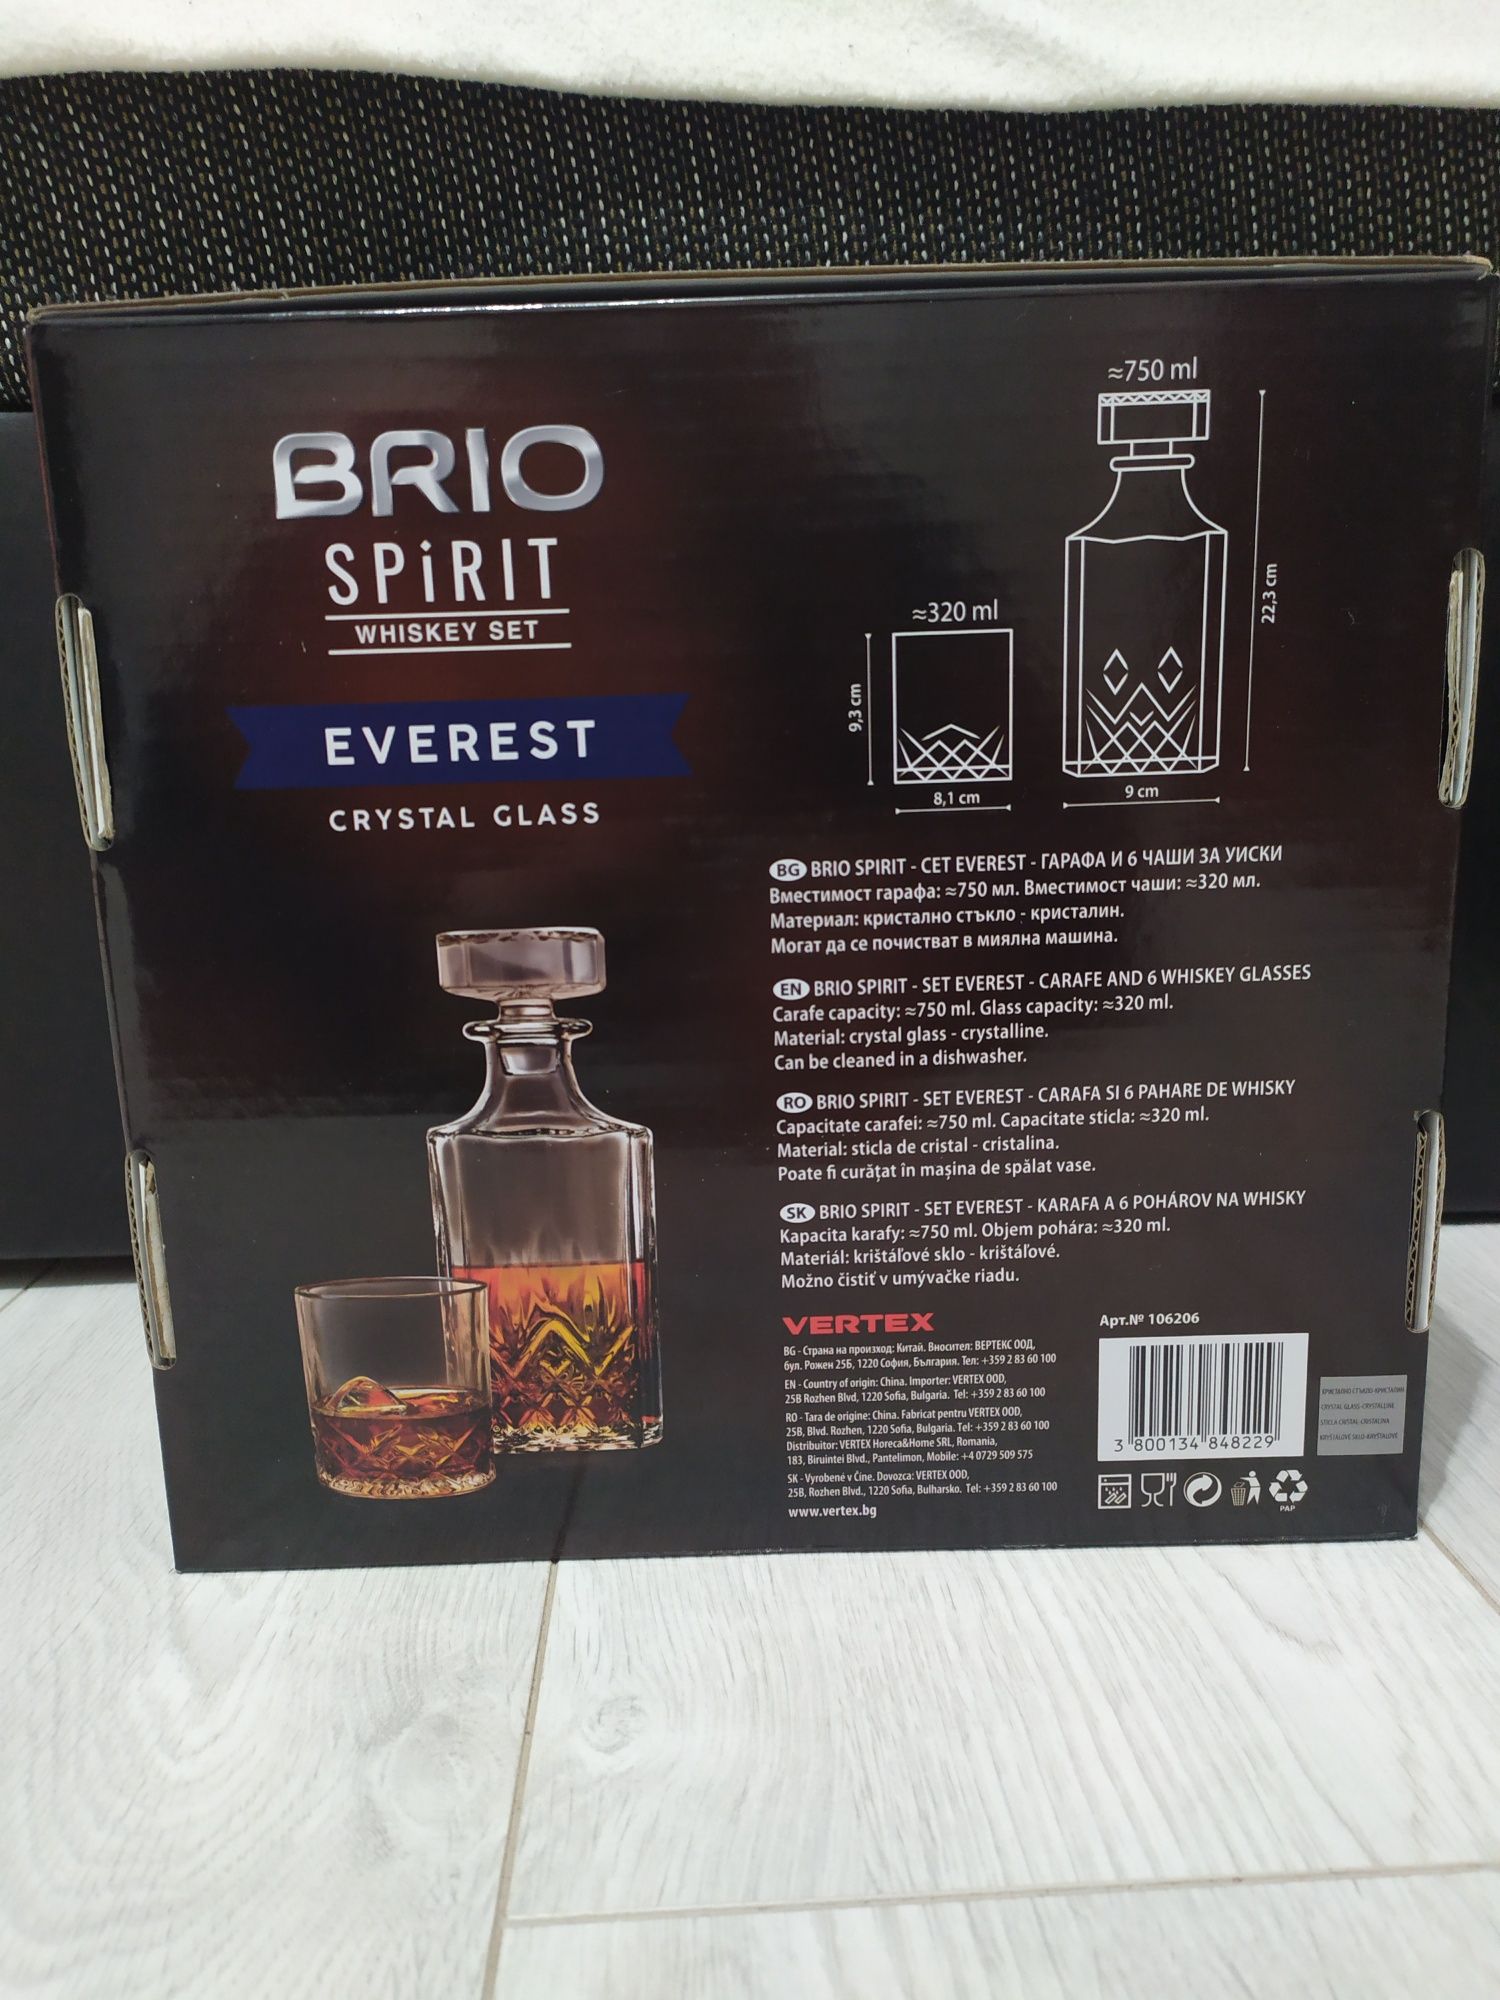 BRIO
SPiRIT
WHISKEY SET
EVEREST
CRYSTAL GLASS
≈750 ml
22,3 cm
9 cm
≈320 ml
9,3 cm
8,1 cm
BG BRIO SPIRIT - СЕТ EVEREST - ГАРАФА И 6 ЧАШИ ЗА УИСКИ
Вместимост гарафа: ≈750 мл. Вместимост чаши: ≈320 мл.
Материал: кристално стъкло - кристалин.
Могат да се почистват в миялна машина.
EN BRIO SPIRIT - SET EVEREST - CARAFE AND 6 WHISKEY GLASSES
Carafe capacity: ≈750 ml. Glass capacity: ≈320 ml.
Material: crystal glass - crystalline.
Can be cleaned in a dishwasher.
RO BRIO SPIRIT - SET EVEREST - CARAFA SI 6 PAHARE DE WHISKY
Capacitate carafei: ≈750 ml. Capacitate sticla: ≈320 ml.
Material: sticla de cristal - cristalina.
Poate fi curățat în mașina de spălat vase.
SK BRIO SPIRIT - SET EVEREST - KARAFA A 6 POHÁROV NA WHISKY
Kapacita karafy: ≈750 ml. Objem pohára: ≈320 ml.
Materiál: krištáľové sklo - krištáľové.
Možno čistiť v umývačke riadu.
VERTEX
BG - Страна на произход: Китай. Вносител: ВЕРТЕКС ООД,
бул. Рожен 25Б, 1220 София, България. Тел: +359 2 83 60 100
EN - Country of origin: China. Importer: VERTEX OOD,
25B Rozhen Blvd, 1220 Sofia, Bulgaria. Tel: +359 2 83 60 100
RO - Tara de origine: China. Fabricat pentru VERTEX OOD,
25B, Blvd. Rozhen, 1220 Sofia, Bulgaria. Tel: +359 2 83 60 100
Distribuitor: VERTEX Horeca&Home SRL, Romania,
183, Biruintei Blvd., Pantelimon, Mobile: +4 0729 509 575
SK - Vyrobené v Číne. Dovozca: VERTEX OOD,
25B, Rozhen Blvd., 1220 Sofia, Bulharsko. Tel: +359 2 83 60 100
www.vertex.bg
Арт.№ 106206
3 800134 848229
КРИСТАЛНО СТЪКЛО-КРИСТАЛИН
CRYSTAL GLASS-CRYSTALLINE
STICLA CRISTAL-CRISTALINA
KRYŠTALOVE SKLO-KRYŠTALOVE
PAP